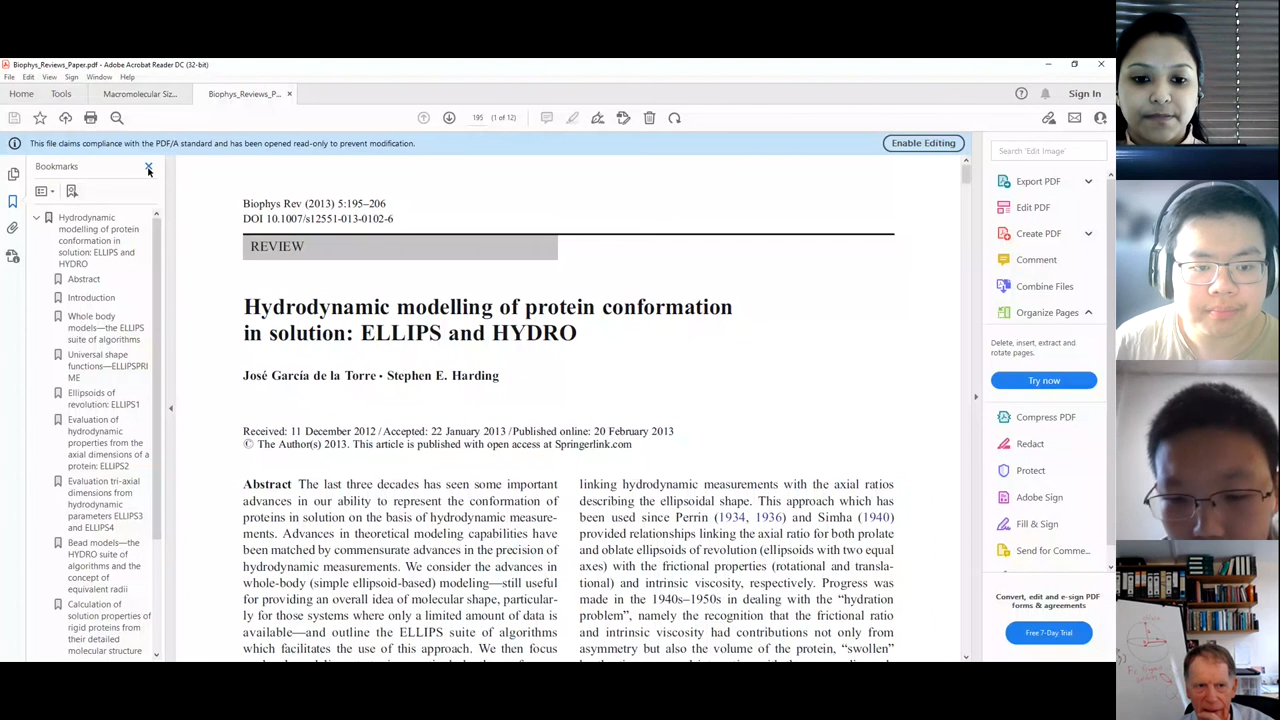 Biophys_Reviews_Paper.pdf - Adobe Acrobat Reader DC (32-bit)
File Edit View Sign Window Help
Home Tools Macromolecular Siz... Biophys_Reviews_P... × Sign In
195 (1 of 12)
This file claims compliance with the PDF/A standard and has been opened read-only to prevent modification. Enable Editing
Bookmarks
Hydrodynamic
modelling of protein
conformation in
solution: ELLIPS and
HYDRO
Abstract
Introduction
Whole body
models—the ELLIPS
suite of algorithms
Universal shape
functions—ELLIPSPRI
ME
Ellipsoids of
revolution: ELLIPS1
Evaluation of
hydrodynamic
properties from the
axial dimensions of a
protein: ELLIPS2
Evaluation tri-axial
dimensions from
hydrodynamic
parameters ELLIPS3
and ELLIPS4
Bead models—the
HYDRO suite of
algorithms and the
concept of
equivalent radii
Calculation of
solution properties of
rigid proteins from
their detailed
molecular structure
Biophys Rev (2013) 5:195–206
DOI 10.1007/s12551-013-0102-6
REVIEW
Hydrodynamic modelling of protein conformation
in solution: ELLIPS and HYDRO
José García de la Torre · Stephen E. Harding
Received: 11 December 2012 / Accepted: 22 January 2013 / Published online: 20 February 2013
© The Author(s) 2013. This article is published with open access at Springerlink.com
Abstract The last three decades has seen some important
advances in our ability to represent the conformation of
proteins in solution on the basis of hydrodynamic measure-
ments. Advances in theoretical modeling capabilities have
been matched by commensurate advances in the precision of
hydrodynamic measurements. We consider the advances in
whole-body (simple ellipsoid-based) modeling—still useful
for providing an overall idea of molecular shape, particular-
ly for those systems where only a limited amount of data is
available—and outline the ELLIPS suite of algorithms
which facilitates the use of this approach. We then focus
linking hydrodynamic measurements with the axial ratios
describing the ellipsoidal shape. This approach which has
been used since Perrin (1934, 1936) and Simha (1940)
provided relationships linking the axial ratio for both prolate
and oblate ellipsoids of revolution (ellipsoids with two equal
axes) with the frictional properties (rotational and transla-
tional) and intrinsic viscosity, respectively. Progress was
made in the 1940s–1950s in dealing with the “hydration
problem”, namely the recognition that the frictional ratio
and intrinsic viscosity had contributions not only from
asymmetry but also the volume of the protein, “swollen”
Search 'Edit Image'
Export PDF
Edit PDF
Create PDF
Comment
Combine Files
Organize Pages
Delete, insert, extract and
rotate pages.
Try now
Compress PDF
Redact
Protect
Adobe Sign
Fill & Sign
Send for Comme...
Convert, edit and e-sign PDF
forms & agreements
Free 7-Day Trial